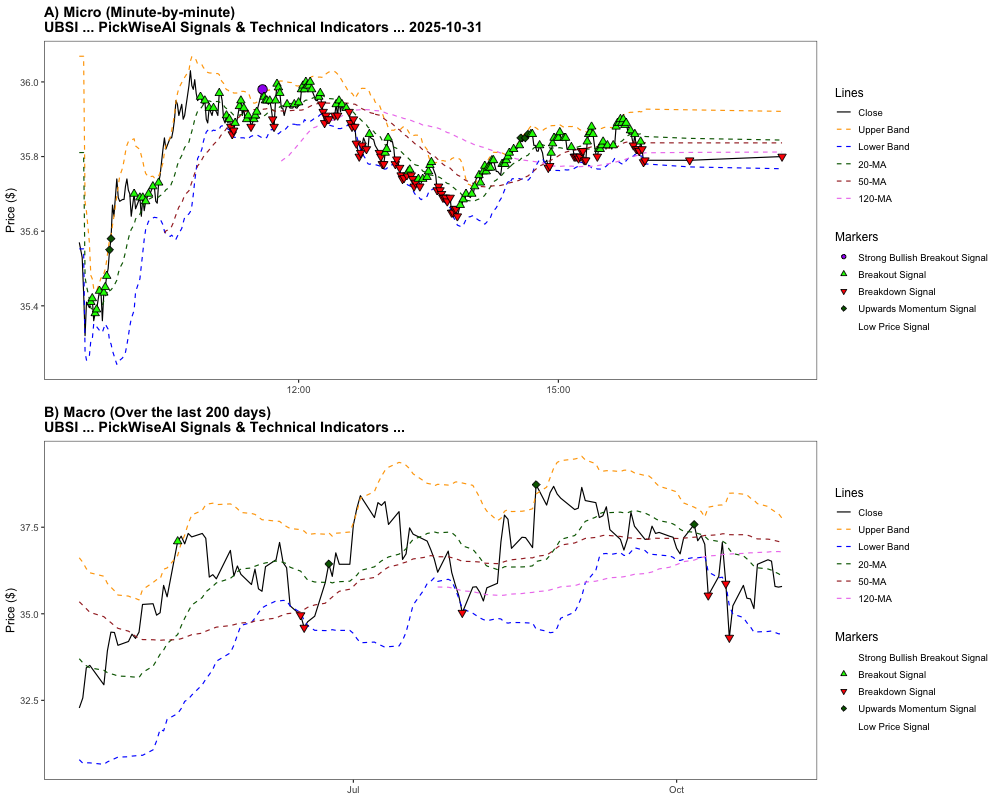 A) Micro (Minute-by-minute)
UBSI ... PickWiseAI Signals & Technical Indicators ... 2025-10-31
Price ($)
36.0
35.8
35.6
35.4
12:00
15:00
Lines
Close
Upper Band
Lower Band
20-MA
50-MA
120-MA
Markers
Strong Bullish Breakout Signal
Breakout Signal
Breakdown Signal
Upwards Momentum Signal
Low Price Signal
B) Macro (Over the last 200 days)
UBSI ... PickWiseAI Signals & Technical Indicators ...
Price ($)
37.5
35.0
32.5
Jul
Oct
Lines
Close
Upper Band
Lower Band
20-MA
50-MA
120-MA
Markers
Strong Bullish Breakout Signal
Breakout Signal
Breakdown Signal
Upwards Momentum Signal
Low Price Signal